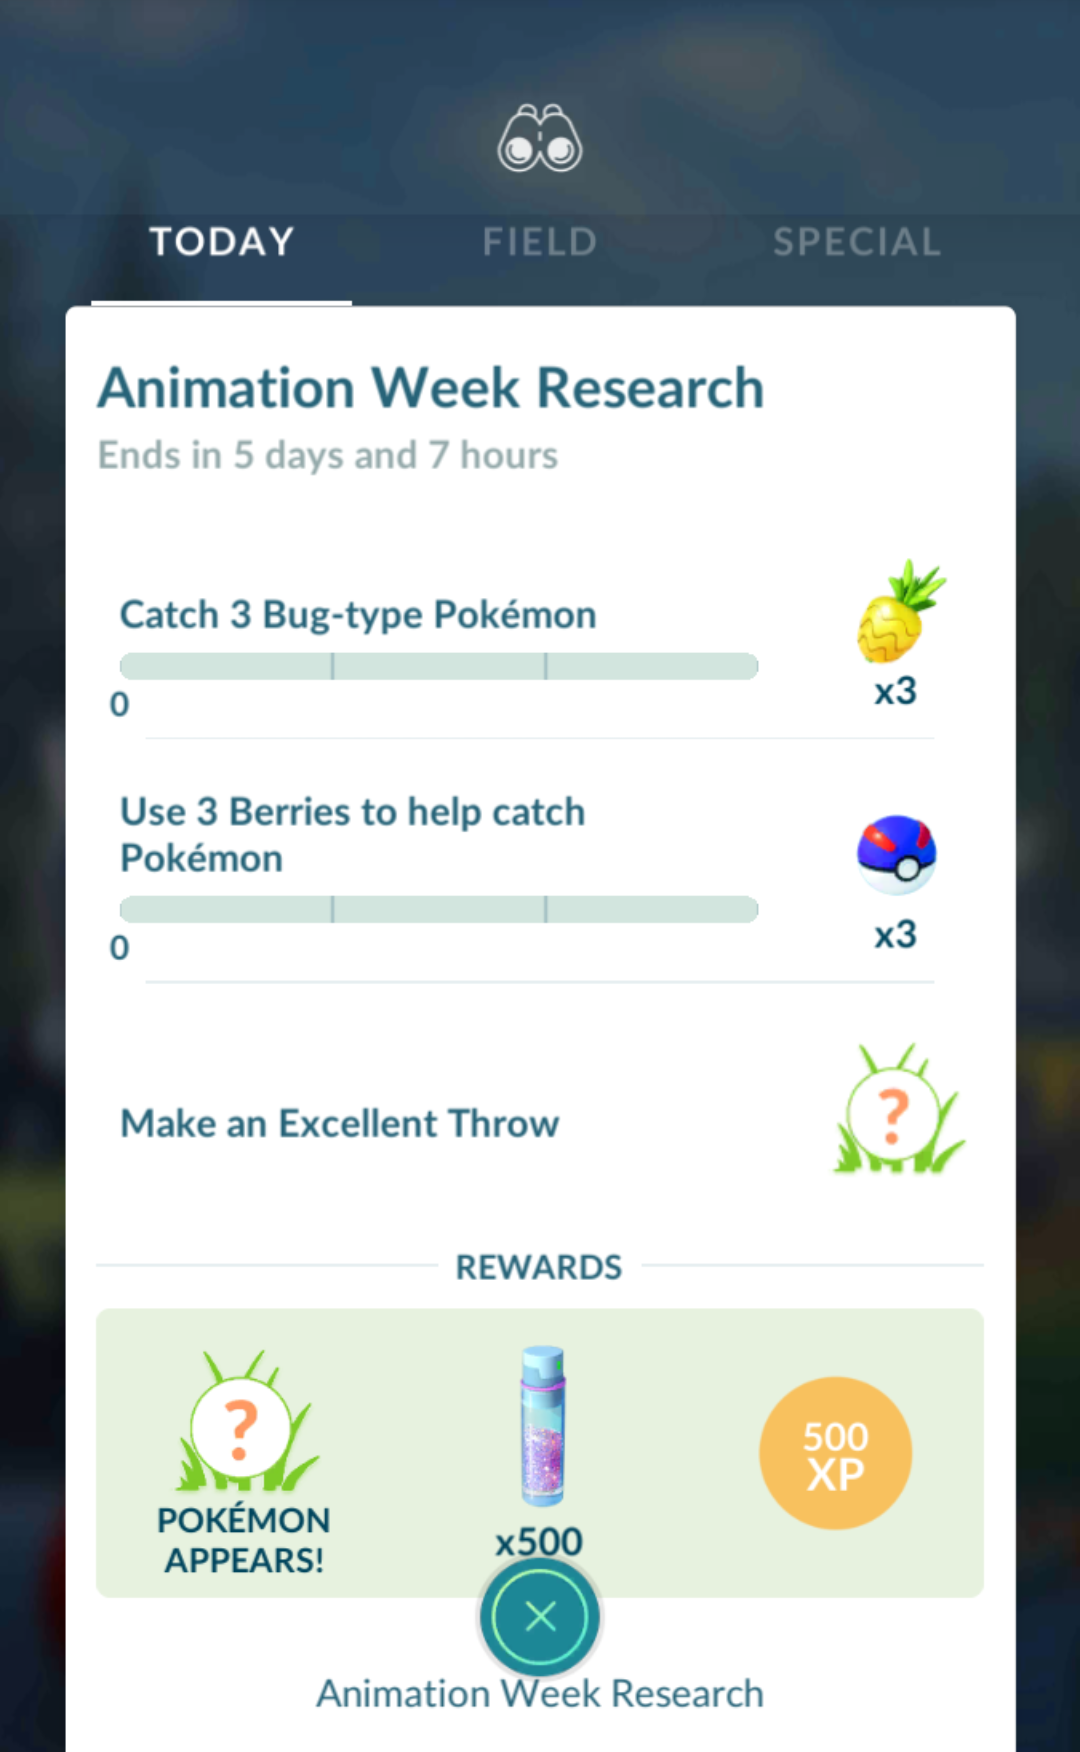 TODAY
FIELD
SPECIAL
Animation Week Research
Ends in 5 days and 7 hours
Catch 3 Bug-type Pokémon
x3
0
Use 3 Berries to help catch
Pokémon
x3
0
Make an Excellent Throw
?
REWARDS
?
POKÉMON
APPEARS!
x500
500
XP
Animation Week Research